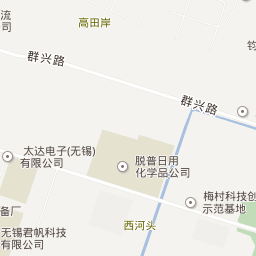 流
公司
高田岸
钧
群兴路
群兴路
太达电子(无锡)
有限公司
脱普日用
化学品公司
梅村科技创
示范基地
备厂
西河头
无锡君帆科技
有限公司